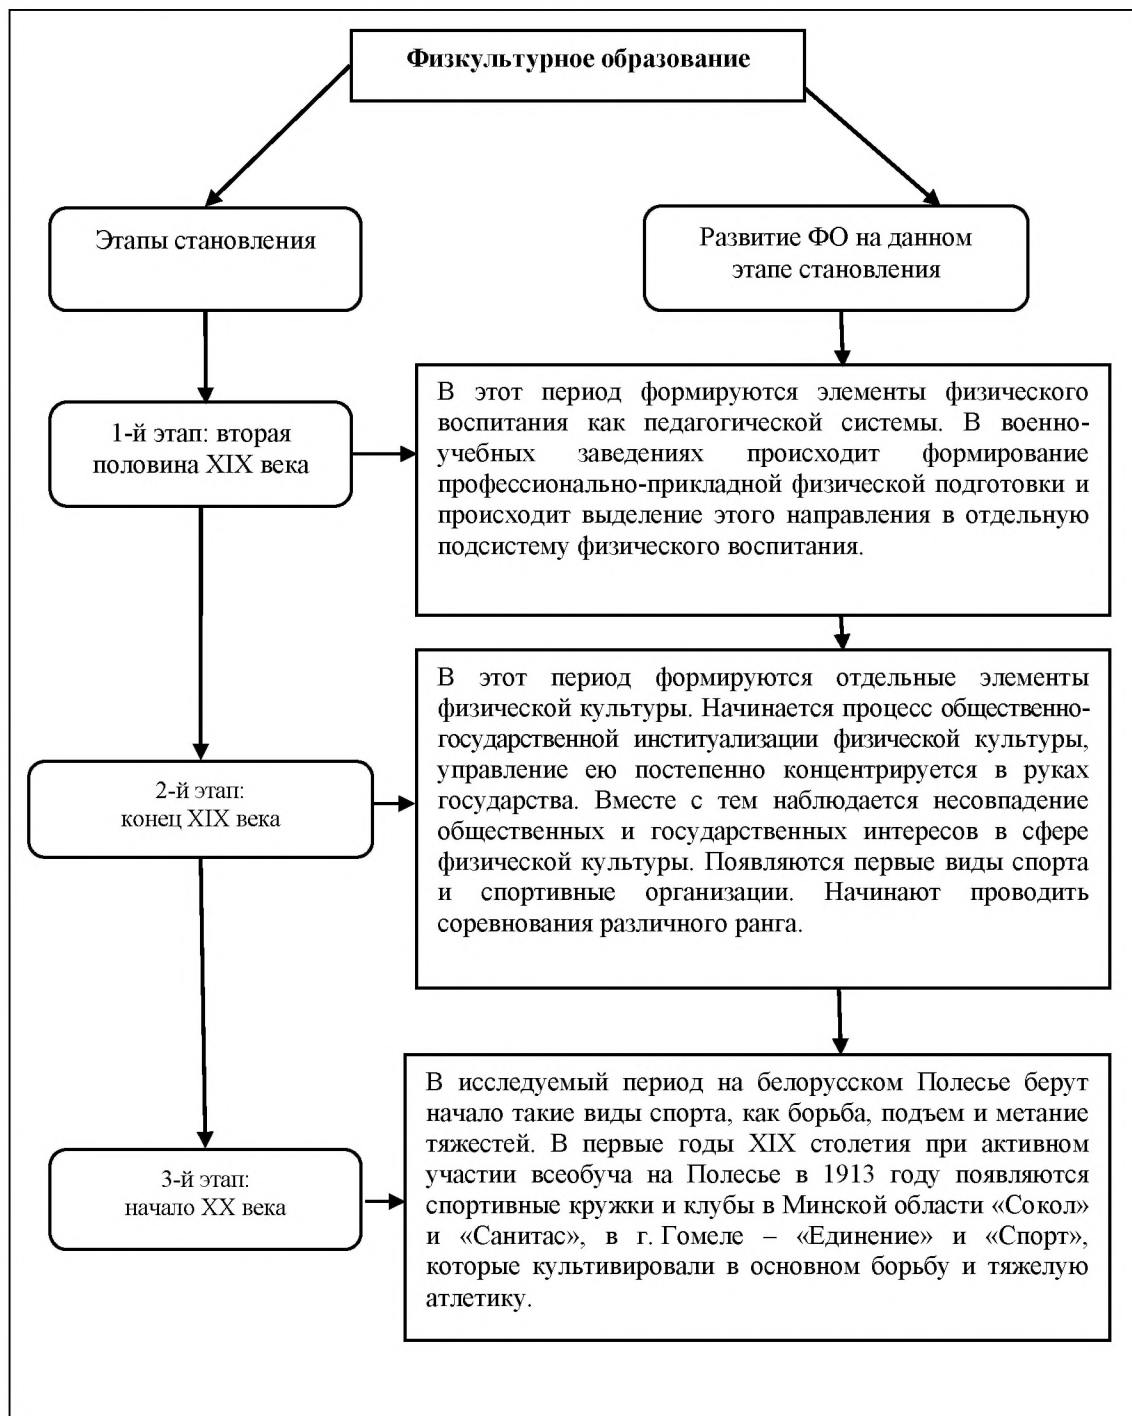 Физкультурное образование
Этапы становления
Развитие ФО на данном
этапе становления
1-й этап: вторая
половина XIX века
В этот период формируются элементы физического
воспитания как педагогической системы. В военно-
учебных заведениях происходит формирование
профессионально-прикладной физической подготовки и
происходит выделение этого направления в отдельную
подсистему физического воспитания.
2-й этап:
конец XIX века
В этот период формируются отдельные элементы
физической культуры. Начинается процесс общественно-
государственной институализации физической культуры,
управление ею постепенно концентрируется в руках
государства. Вместе с тем наблюдается несовпадение
общественных и государственных интересов в сфере
физической культуры. Появляются первые виды спорта
и спортивные организации. Начинают проводить
соревнования различного ранга.
3-й этап:
начало XX века
В исследуемый период на белорусском Полесье берут
начало такие виды спорта, как борьба, подъем и метание
тяжестей. В первые годы XIX столетия при активном
участии всеобуча на Полесье в 1913 году появляются
спортивные кружки и клубы в Минской области «Сокол»
и «Санитас», в г. Гомеле – «Единение» и «Спорт»,
которые культивировали в основном борьбу и тяжелую
атлетику.